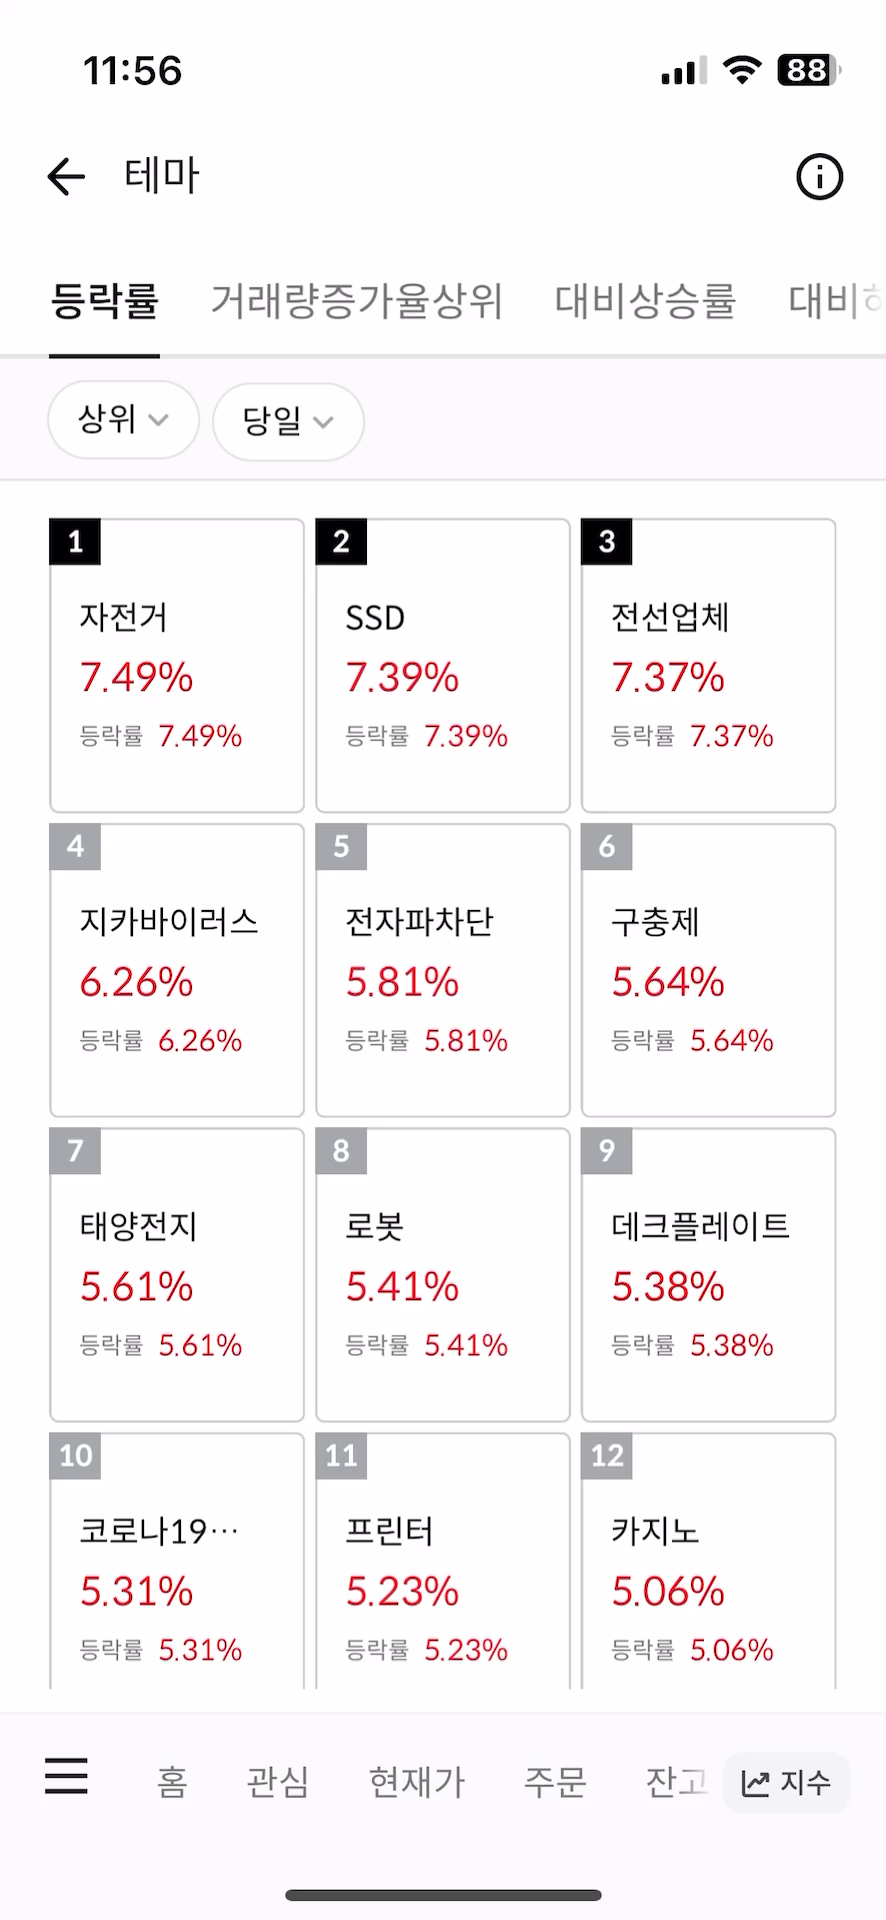 11:56
88
테마
등락률 거래량증가율상위 대비상승률 대비
상위 당일
1 2 3
자전거 SSD 전선업체
7.49% 7.39% 7.37%
등락률 7.49% 등락률 7.39% 등락률 7.37%
4 5 6
지카바이러스 전자파차단 구충제
6.26% 5.81% 5.64%
등락률 6.26% 등락률 5.81% 등락률 5.64%
7 8 9
태양전지 로봇 데크플레이트
5.61% 5.41% 5.38%
등락률 5.61% 등락률 5.41% 등락률 5.38%
10 11 12
코로나19… 프린터 카지노
5.31% 5.23% 5.06%
등락률 5.31% 등락률 5.23% 등락률 5.06%
홈 관심 현재가 주문 잔고 지수